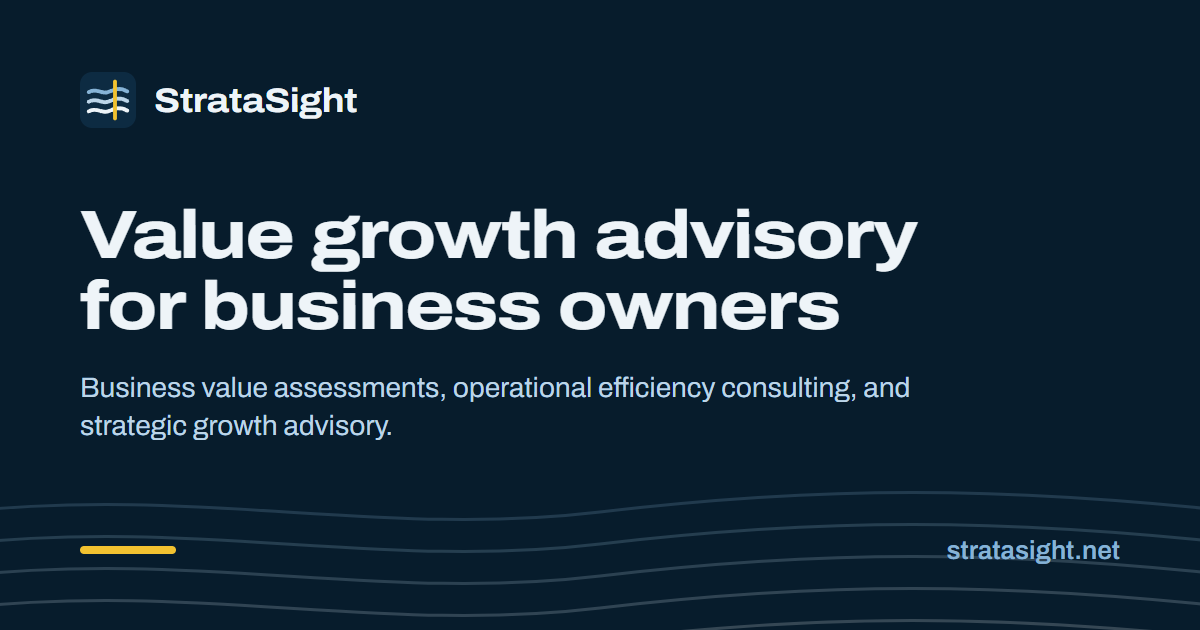 StrataSight
Value growth advisory
for business owners
Business value assessments, operational efficiency consulting, and
strategic growth advisory.
stratasight.net